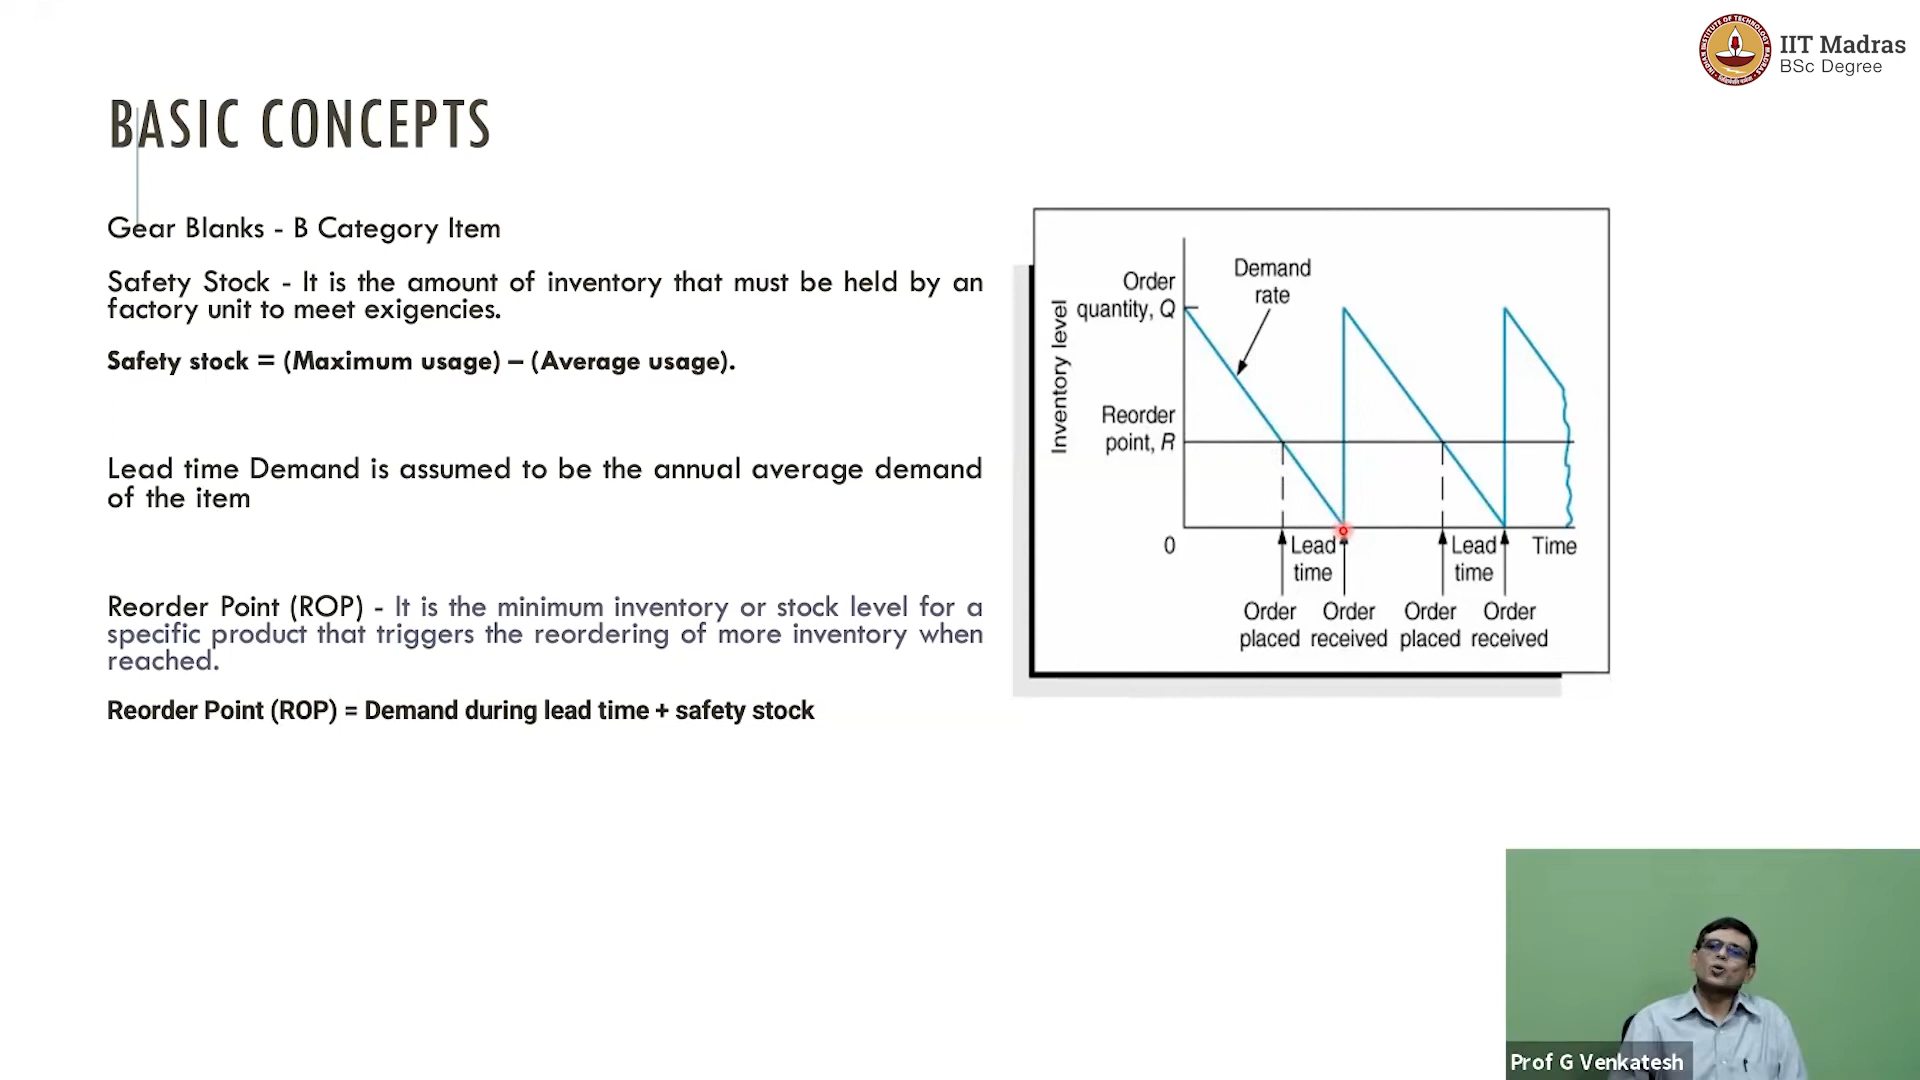 IIT Madras
BSc Degree
BASIC CONCEPTS
Gear Blanks - B Category Item
Safety Stock - It is the amount of inventory that must be held by an
factory unit to meet exigencies.
Safety stock = (Maximum usage) – (Average usage).
Lead time Demand is assumed to be the annual average demand
of the item
Reorder Point (ROP) - It is the minimum inventory or stock level for a
specific product that triggers the reordering of more inventory when
reached.
Reorder Point (ROP) = Demand during lead time + safety stock
Inventory level
Order
quantity, Q
Demand
rate
Reorder
point, R
0
Lead
time
Lead
time
Time
Order
placed
Order
received
Order
placed
Order
received
Prof G Venkatesh